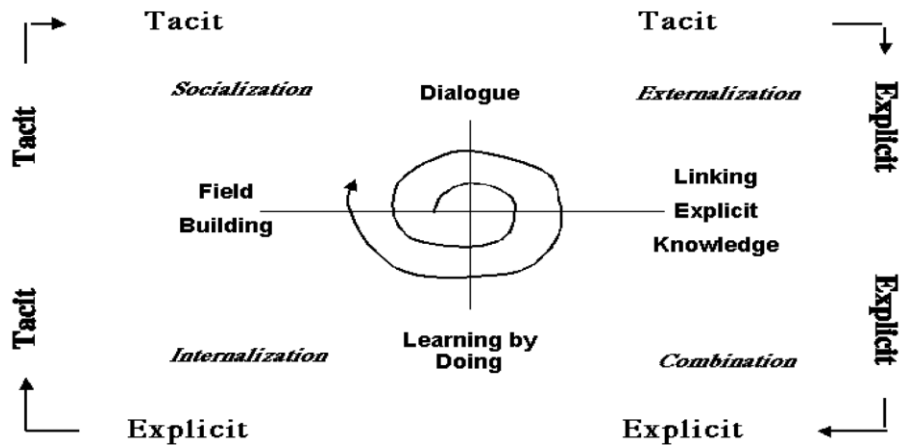 Tacit
Tacit
Socialization
Dialogue
Externalization
Tacit
Explicit
Field
Building
Linking
Explicit
Knowledge
Tacit
Explicit
Internalization
Learning by
Doing
Combination
Explicit
Explicit